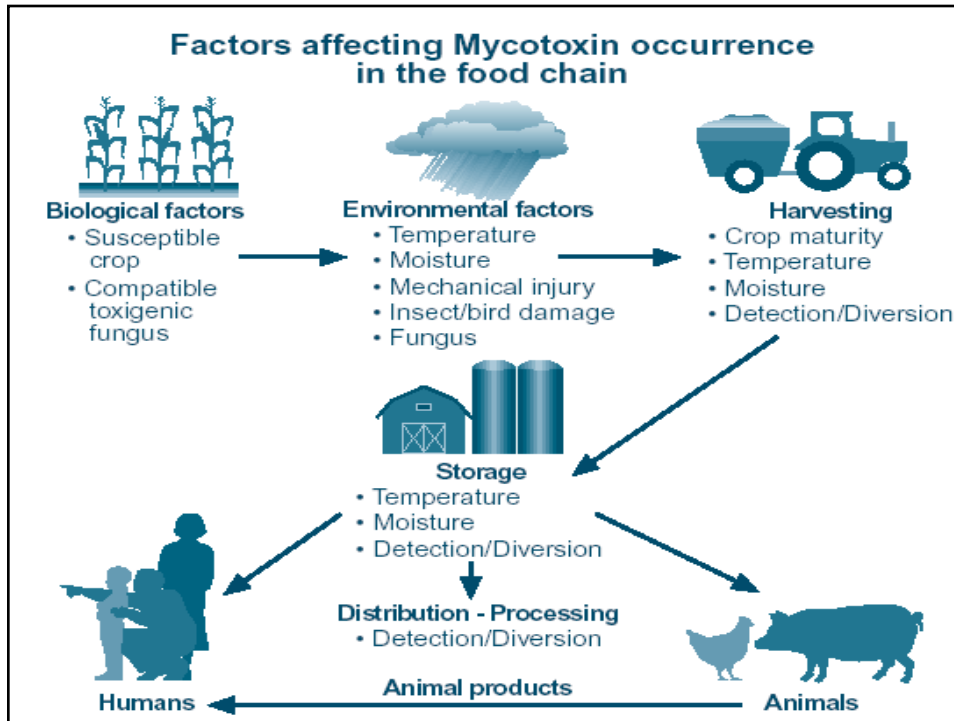 Factors affecting Mycotoxin occurrence
in the food chain
Biological factors
• Susceptible
crop
• Compatible
toxigenic
fungus
Environmental factors
• Temperature
• Moisture
• Mechanical injury
• Insect/bird damage
• Fungus
Harvesting
• Crop maturity
• Temperature
• Moisture
• Detection/Diversion
Storage
• Temperature
• Moisture
• Detection/Diversion
Distribution - Processing
• Detection/Diversion
Humans
Animal products
Animals